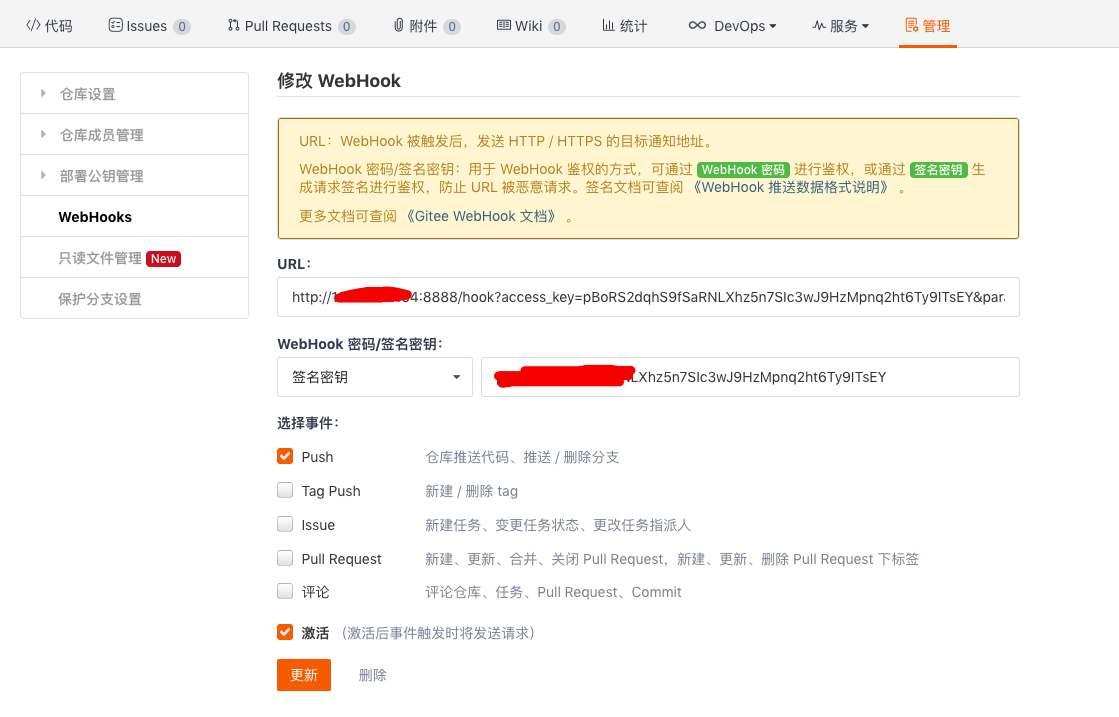 代码 Issues 0 Pull Requests 0 附件 0 Wiki 0 统计 DevOps 服务 管理
仓库设置
仓库成员管理
部署公钥管理
WebHooks
只读文件管理 New
保护分支设置
修改 WebHook
URL: WebHook 被触发后，发送 HTTP / HTTPS 的目标通知地址。
WebHook 密码/签名密钥: 用于 WebHook 鉴权的方式，可通过 WebHook 密码 进行鉴权，或通过 签名密钥 生
成请求签名进行鉴权，防止 URL 被恶意请求。签名文档可查阅 《WebHook 推送数据格式说明》 。
更多文档可查阅 《Gitee WebHook 文档》 。
URL:
:8888/hook?access_key=pBoRS2dqhS9fSaRNLXhz5n7SIc3wJ9HzMpnq2ht6Ty9ITsEY&par
WebHook 密码/签名密钥:
签名密钥 LXhz5n7SIc3wJ9HzMpnq2ht6Ty9ITsEY
选择事件:
Push 仓库推送代码、推送 / 删除分支
Tag Push 新建 / 删除 tag
Issue 新建任务、变更任务状态、更改任务指派人
Pull Request 新建、更新、合并、关闭 Pull Request，新建、更新、删除 Pull Request 下标签
评论 评论仓库、任务、Pull Request、Commit
激活 （激活后事件触发时将发送请求）
更新 删除